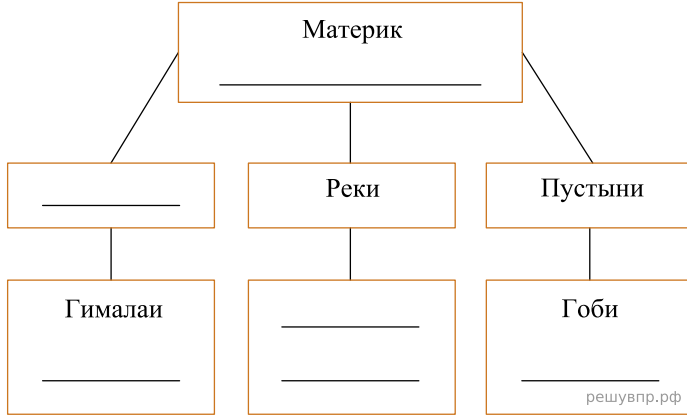 Материк
Реки
Пустыни
Гималаи
Гоби
решувпр.рф